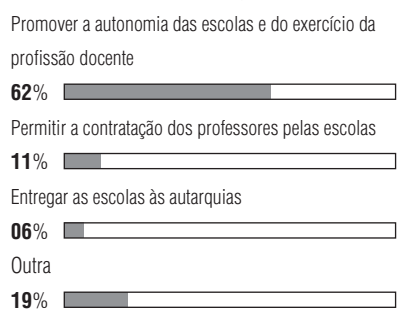 Promover a autonomia das escolas e do exercício da
profissão docente
62%
Permitir a contratação dos professores pelas escolas
11%
Entregar as escolas às autarquias
06%
Outra
19%